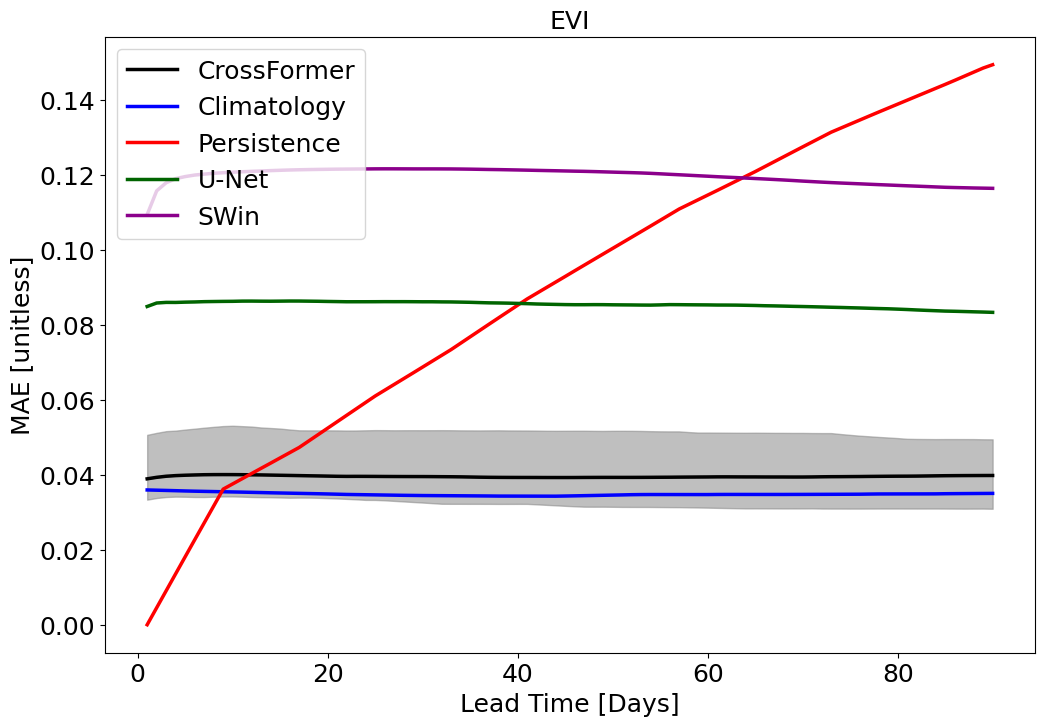 EVI
CrossFormer
Climatology
Persistence
U-Net
SWin
MAE [unitless]
0.14
0.12
0.10
0.08
0.06
0.04
0.02
0.00
0 20 40 60 80
Lead Time [Days]